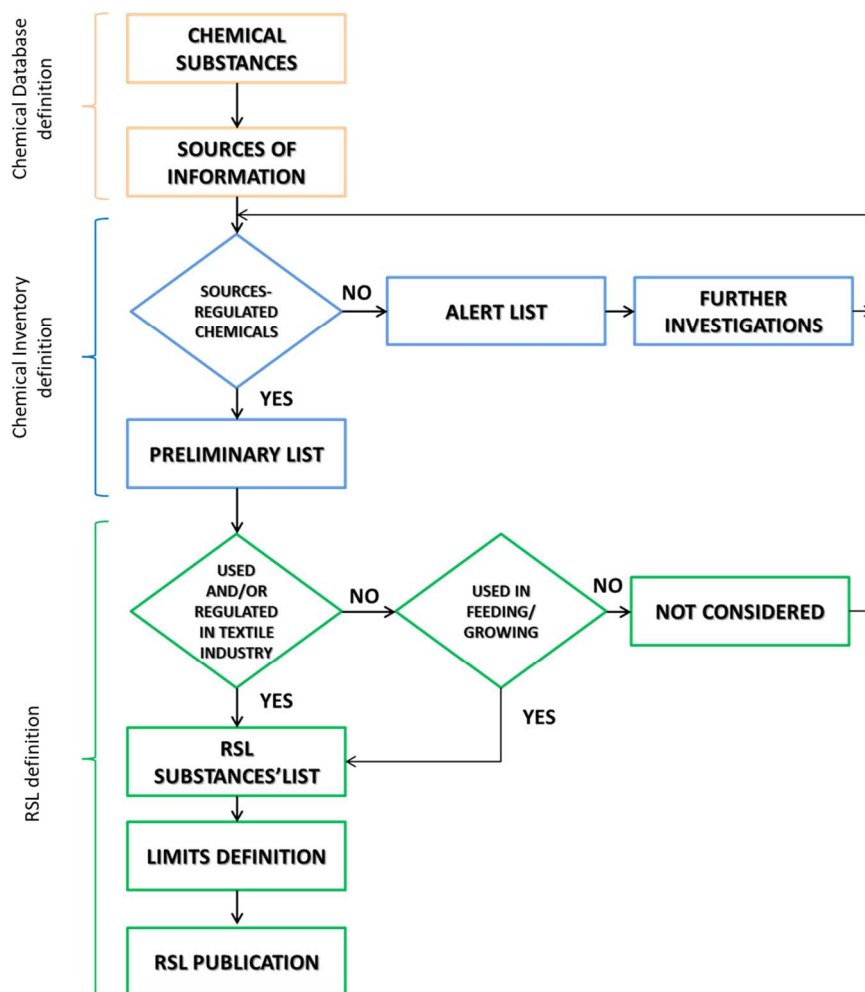 Chemical Database
definition
CHEMICAL
SUBSTANCES
SOURCES OF
INFORMATION
Chemical Inventory
definition
SOURCES-
REGULATED
CHEMICALS
NO
ALERT LIST
FURTHER
INVESTIGATIONS
YES
PRELIMINARY LIST
RSL definition
USED
AND/OR
REGULATED
IN TEXTILE
INDUSTRY
NO
USED IN
FEEDING/
GROWING
NO
NOT CONSIDERED
YES
YES
RSL
SUBSTANCES'LIST
LIMITS DEFINITION
RSL PUBLICATION